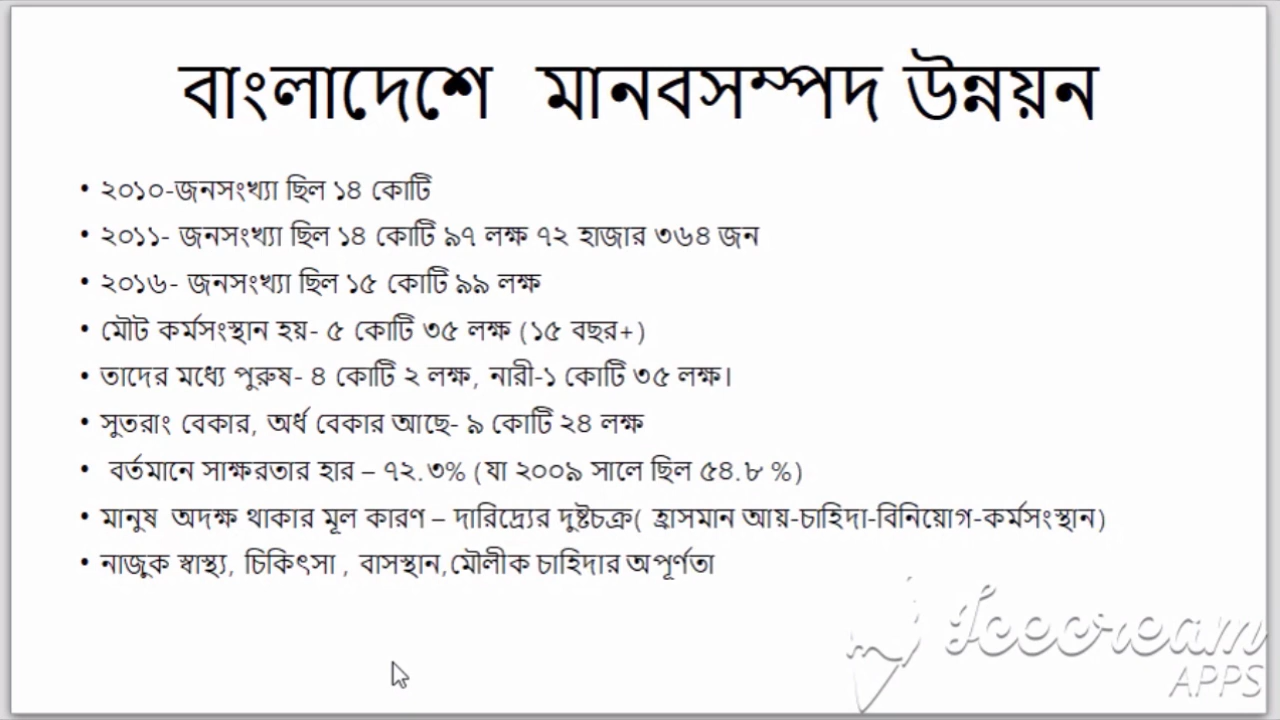 বাংলাদেশে মানবসম্পদ উন্নয়ন
• ২০১০-জনসংখ্যা ছিল ১৪ কোটি
• ২০১১- জনসংখ্যা ছিল ১৪ কোটি ৯৭ লক্ষ ৭২ হাজার ৩৬৪ জন
• ২০১৬- জনসংখ্যা ছিল ১৫ কোটি ৯৯ লক্ষ
• মৌট কর্মসংস্থান হয়- ৫ কোটি ৩৫ লক্ষ (১৫ বছর+)
• তাদের মধ্যে পুরুষ- ৪ কোটি ২ লক্ষ, নারী-১ কোটি ৩৫ লক্ষ।
• সুতরাং বেকার, অর্ধ বেকার আছে- ৯ কোটি ২৪ লক্ষ
• বর্তমানে সাক্ষরতার হার – ৭২.৩% (যা ২০০৯ সালে ছিল ৫৪.৮ %)
• মানুষ অদক্ষ থাকার মূল কারণ – দারিদ্র্যের দুষ্টচক্র( হ্রাসমান আয়-চাহিদা-বিনিয়োগ-কর্মসংস্থান)
• নাজুক স্বাস্থ্য, চিকিৎসা , বাসস্থান,মৌলীক চাহিদার অপূর্ণতা
Icecream
APPS